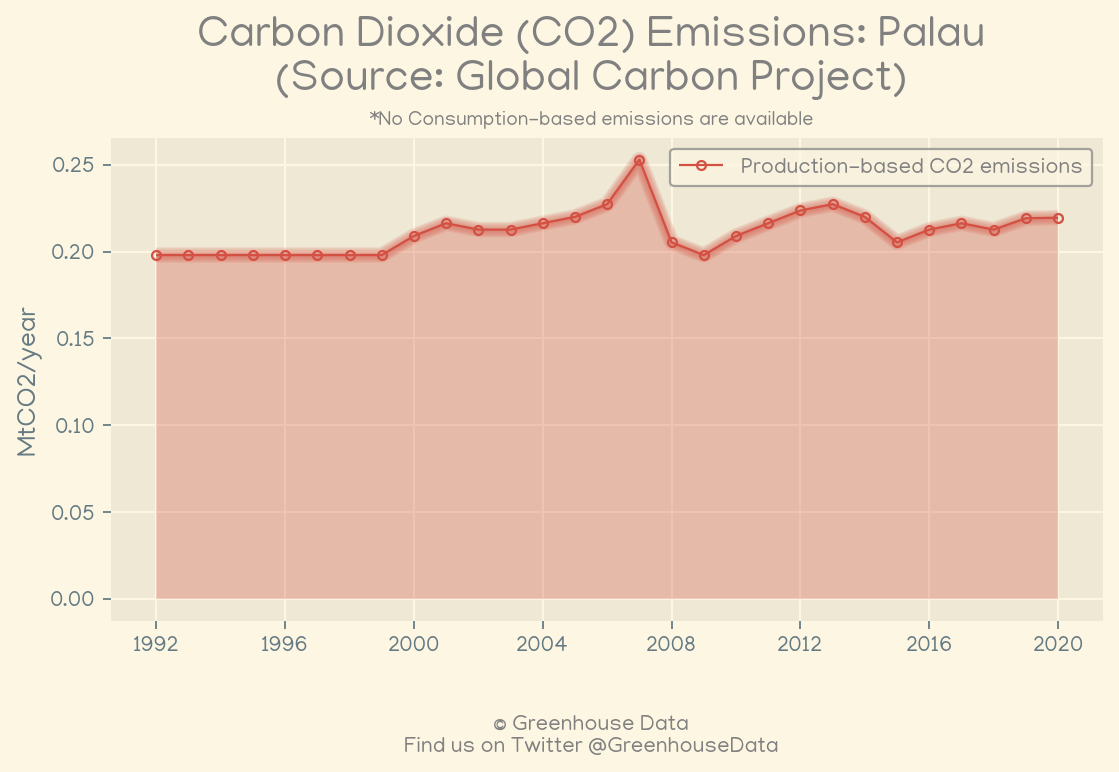 Carbon Dioxide (CO2) Emissions: Palau
(Source: Global Carbon Project)
*No Consumption-based emissions are available
Production-based CO2 emissions
MtCO2/year
0.25
0.20
0.15
0.10
0.05
0.00
1992 1996 2000 2004 2008 2012 2016 2020
© Greenhouse Data
Find us on Twitter @GreenhouseData